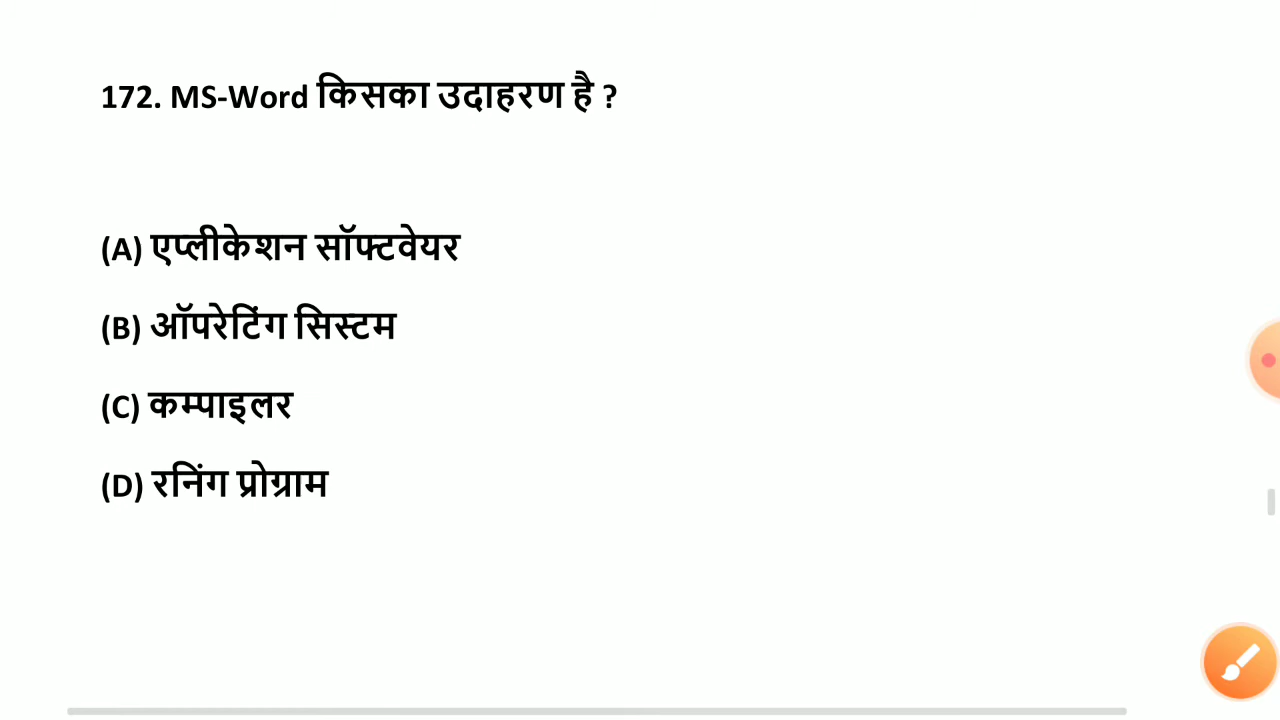 172. MS-Word किसका उदाहरण है ?
(A) एप्लीकेशन सॉफ्टवेयर
(B) ऑपरेटिंग सिस्टम
(C) कम्पाइलर
(D) रनिंग प्रोग्राम